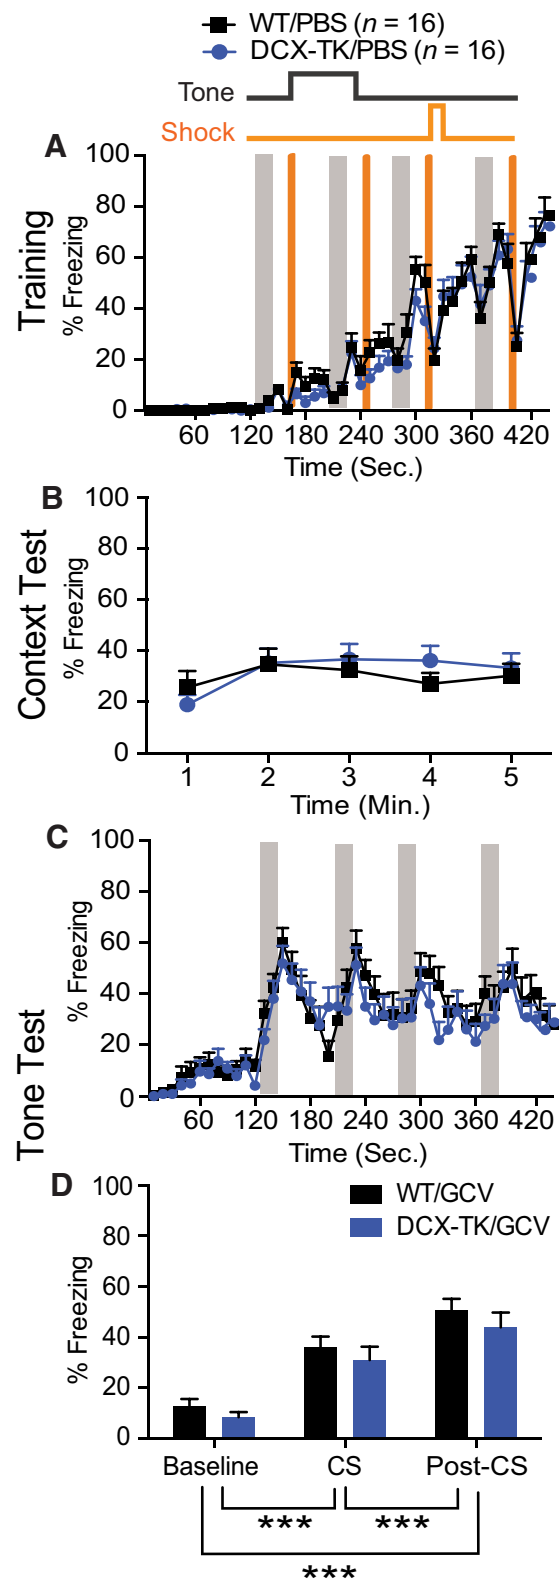 WT/PBS (n = 16)
DCX-TK/PBS (n = 16)
Tone
Shock
A
Training
% Freezing
100
80
60
40
20
0
60 120 180 240 300 360 420
Time (Sec.)
B
Context Test
% Freezing
100
80
60
40
20
0
1 2 3 4 5
Time (Min.)
C
Tone Test
% Freezing
100
80
60
40
20
0
60 120 180 240 300 360 420
Time (Sec.)
D
WT/GCV
DCX-TK/GCV
% Freezing
100
80
60
40
20
0
Baseline CS Post-CS
*** ***
***